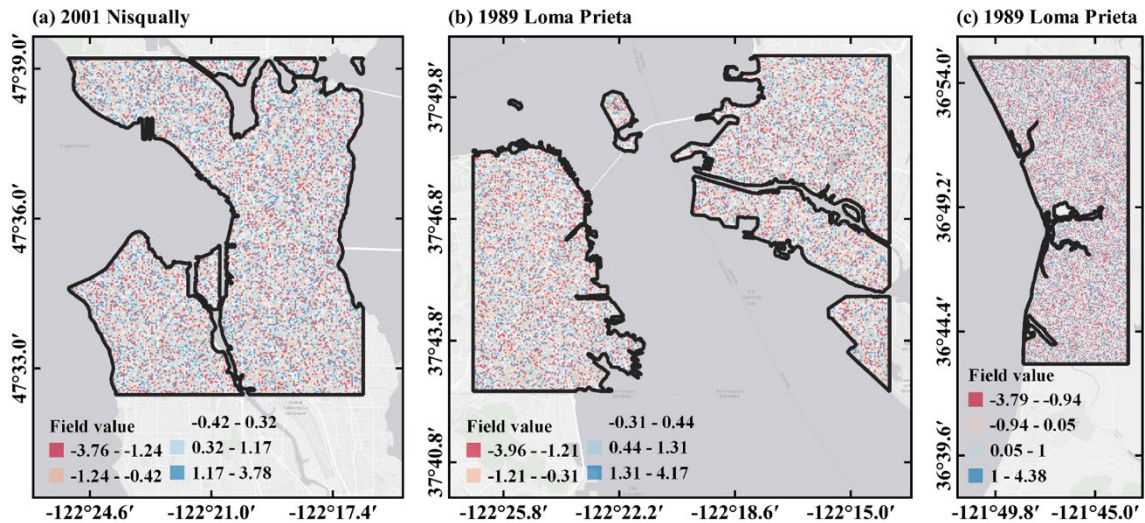 (a) 2001 Nisqually
(b) 1989 Loma Prieta
(c) 1989 Loma Prieta
47°39.0′
47°36.0′
47°33.0′
Field value
-3.76 - -1.24
-1.24 - -0.42
-0.42 - 0.32
0.32 - 1.17
1.17 - 3.78
-122°24.6′
-122°21.0′
-122°17.4′
37°49.8′
37°46.8′
37°43.8′
37°40.8′
Field value
-3.96 - -1.21
-1.21 - -0.31
-0.31 - 0.44
0.44 - 1.31
1.31 - 4.17
-122°25.8′
-122°22.2′
-122°18.6′
-122°15.0′
36°54.0′
36°49.2′
36°44.4′
36°39.6′
Field value
-3.79 - -0.94
-0.94 - 0.05
0.05 - 1
1 - 4.38
-121°49.8′
-121°45.0′